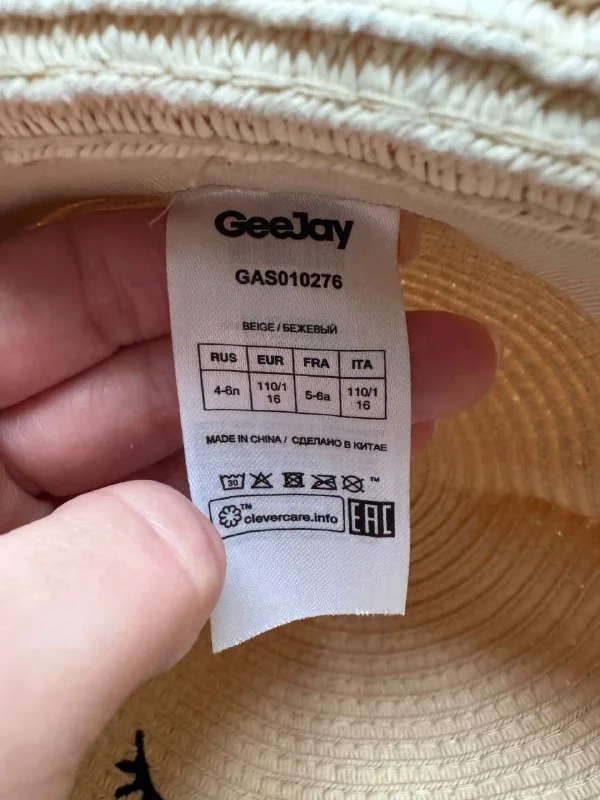 GeeJay
GAS010276
BEIGE / БЕЖЕВЫЙ
RUS EUR FRA ITA
4-6л 110/1 5-6a 110/1
16 16
MADE IN CHINA / СДЕЛАНО В КИТАЕ
30 ™
™ clevercare.info EAC